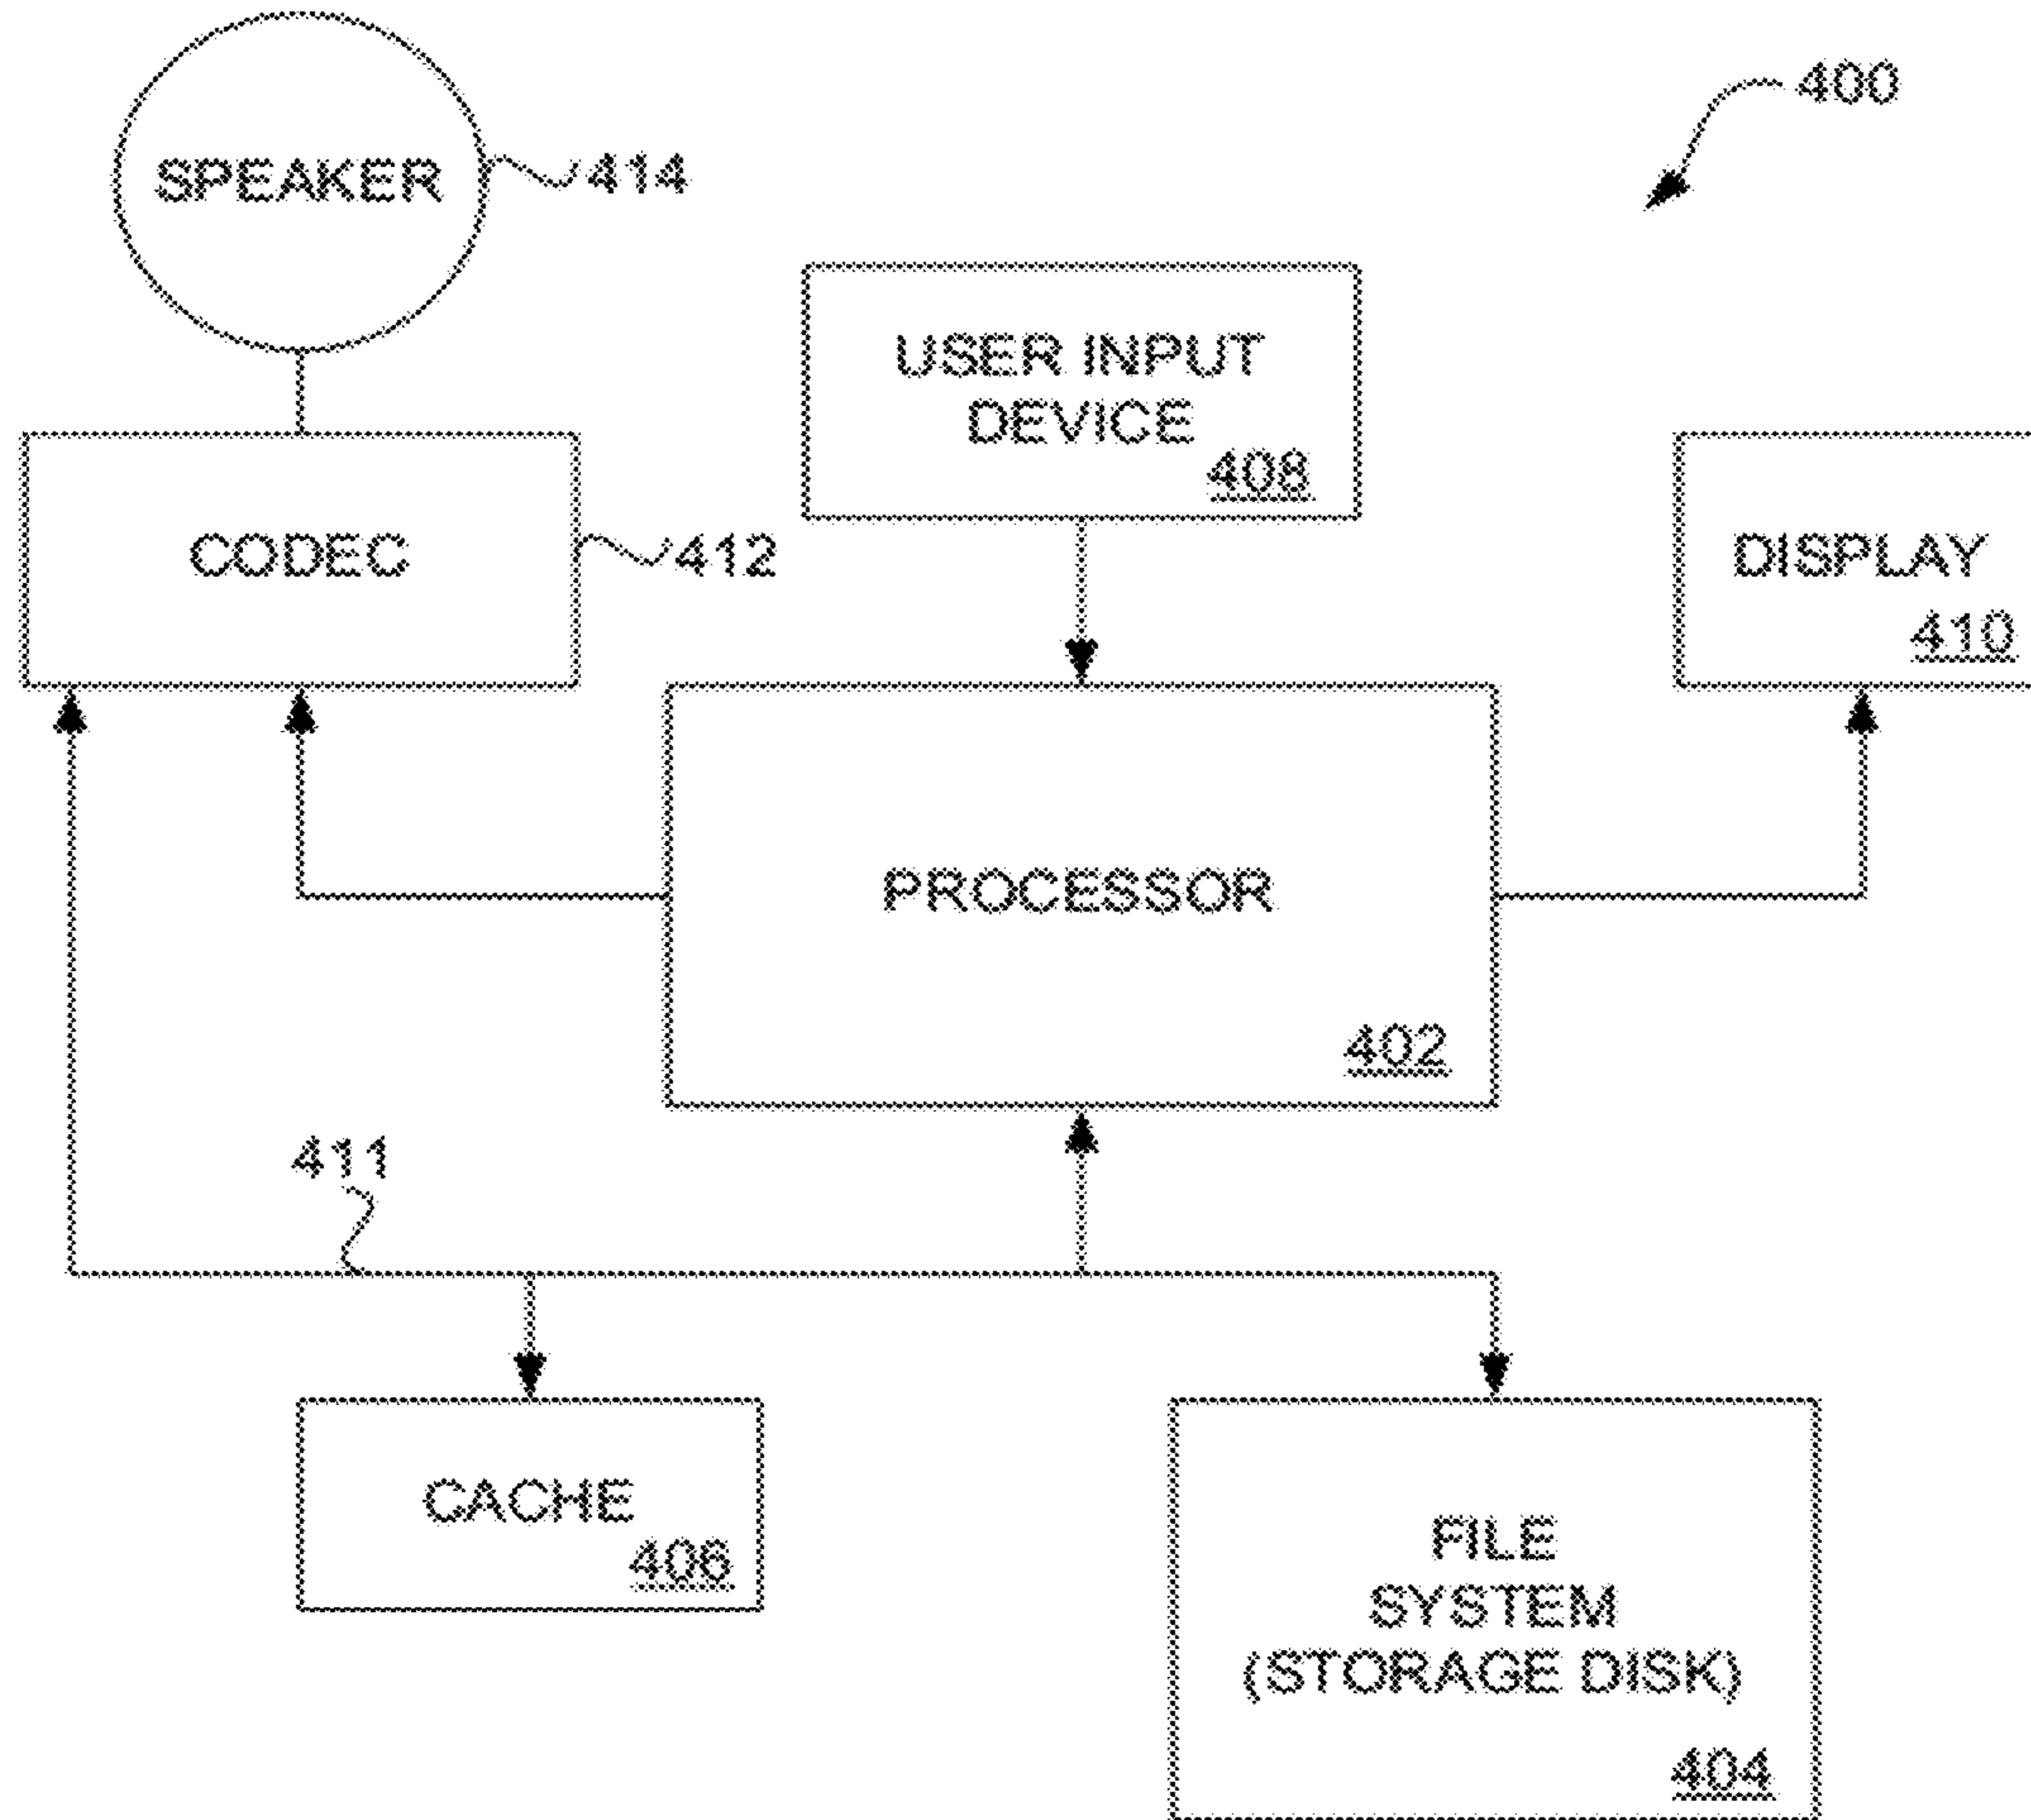 400
SPEAKER
414
USER INPUT
DEVICE
408
CODEC
412
DISPLAY
410
PROCESSOR
402
411
CACHE
406
FILE
SYSTEM
(STORAGE DISK)
404